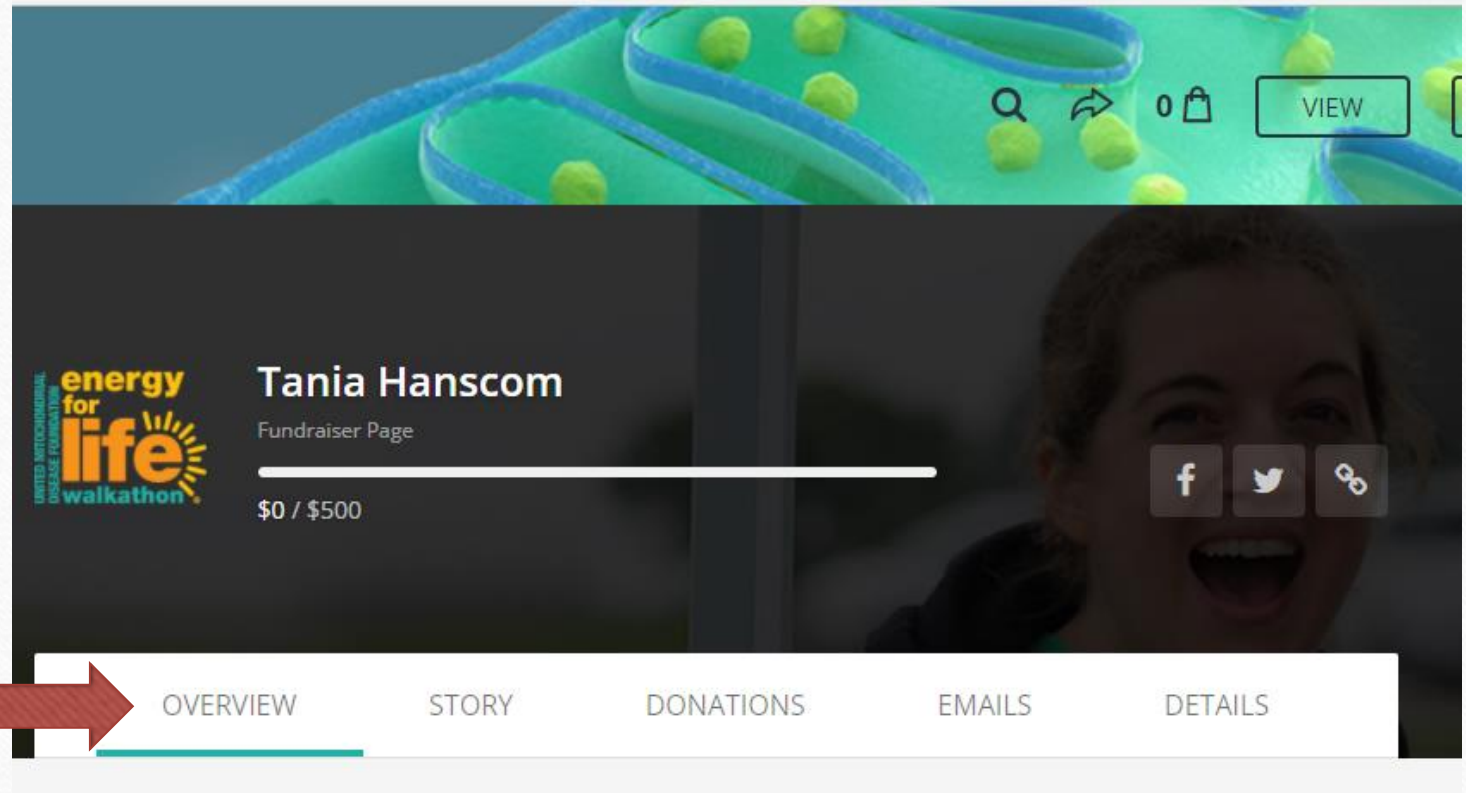 0
VIEW
UNITED MITOCHONDRIAL
DISEASE FOUNDATION
energy
for
life
walkathon
Tania Hanscom
Fundraiser Page
$0 / $500
OVERVIEW STORY DONATIONS EMAILS DETAILS